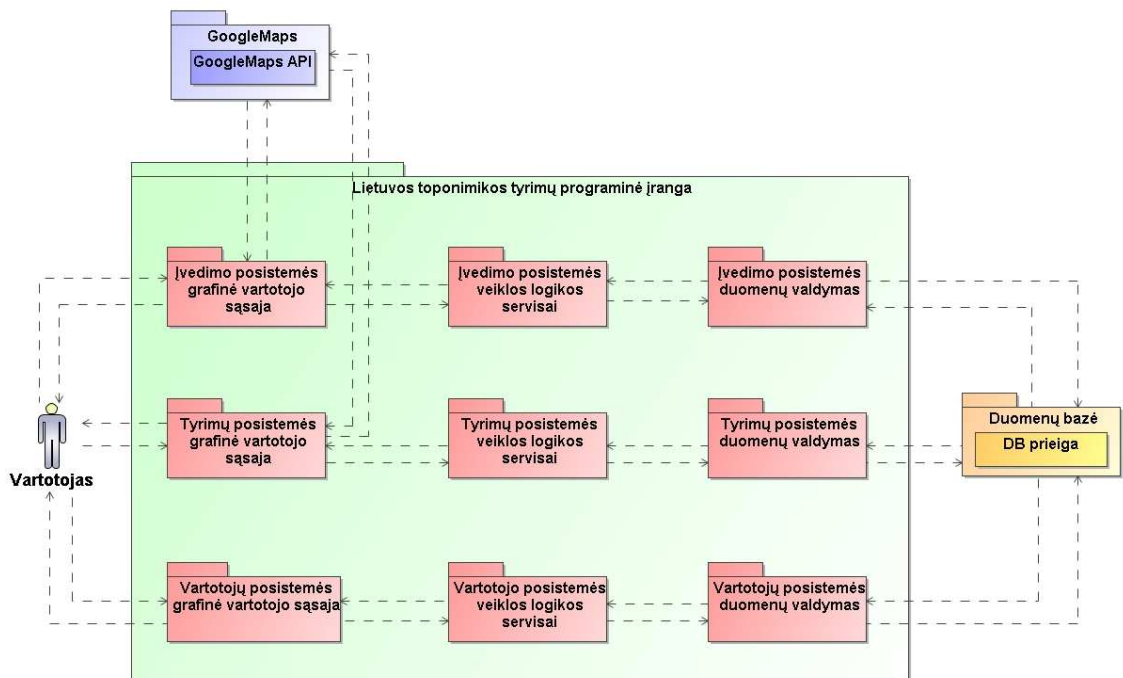 GoogleMaps
GoogleMaps API
Lietuvos toponimikos tyrimų programinė įranga
Įvedimo posistemės
grafinė vartotojo
sąsaja
Įvedimo posistemės
veiklos logikos
servisai
Įvedimo posistemės
duomenų valdymas
Tyrimų posistemės
grafinė vartotojo
sąsaja
Tyrimų posistemės
veiklos logikos
servisai
Tyrimų posistemės
duomenų valdymas
Duomenų bazė
DB prieiga
Vartotojas
Vartotojų posistemės
grafinė vartotojo sąsaja
Vartotojo posistemės
veiklos logikos
servisai
Vartotojų posistemės
duomenų valdymas